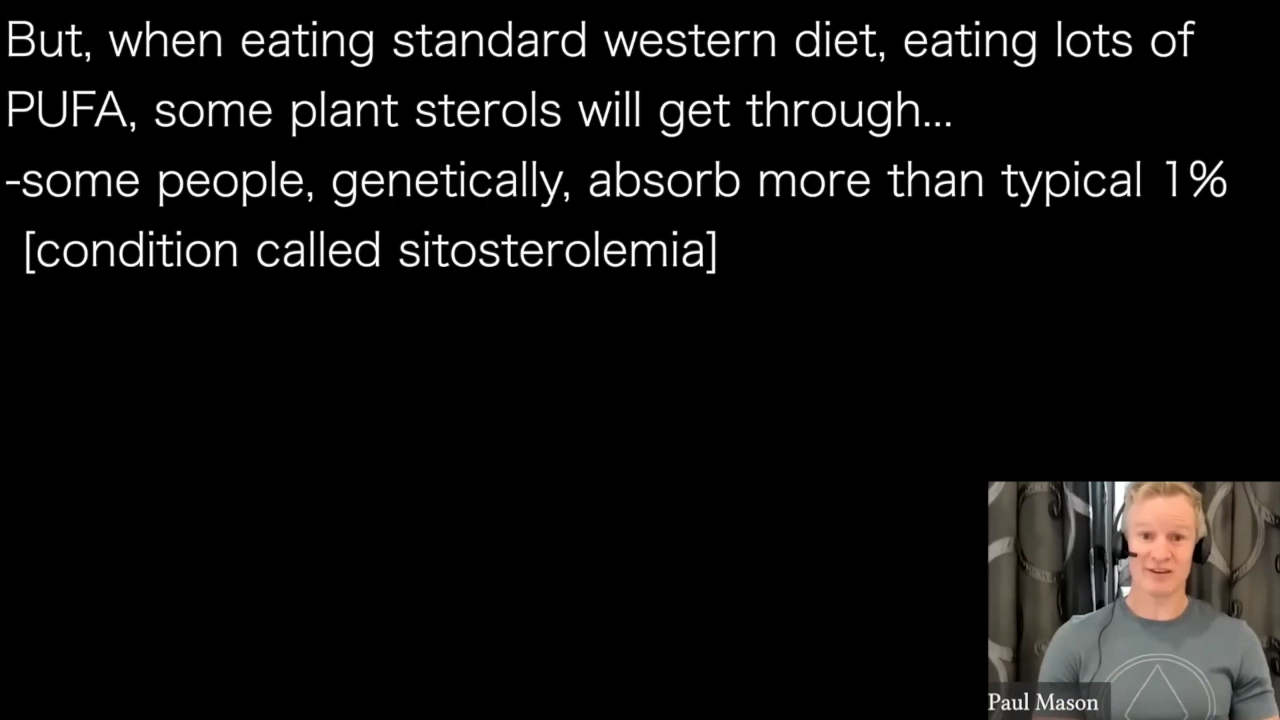 But, when eating standard western diet, eating lots of
PUFA, some plant sterols will get through...
-some people, genetically, absorb more than typical 1%
[condition called sitosterolemia]
Paul Mason